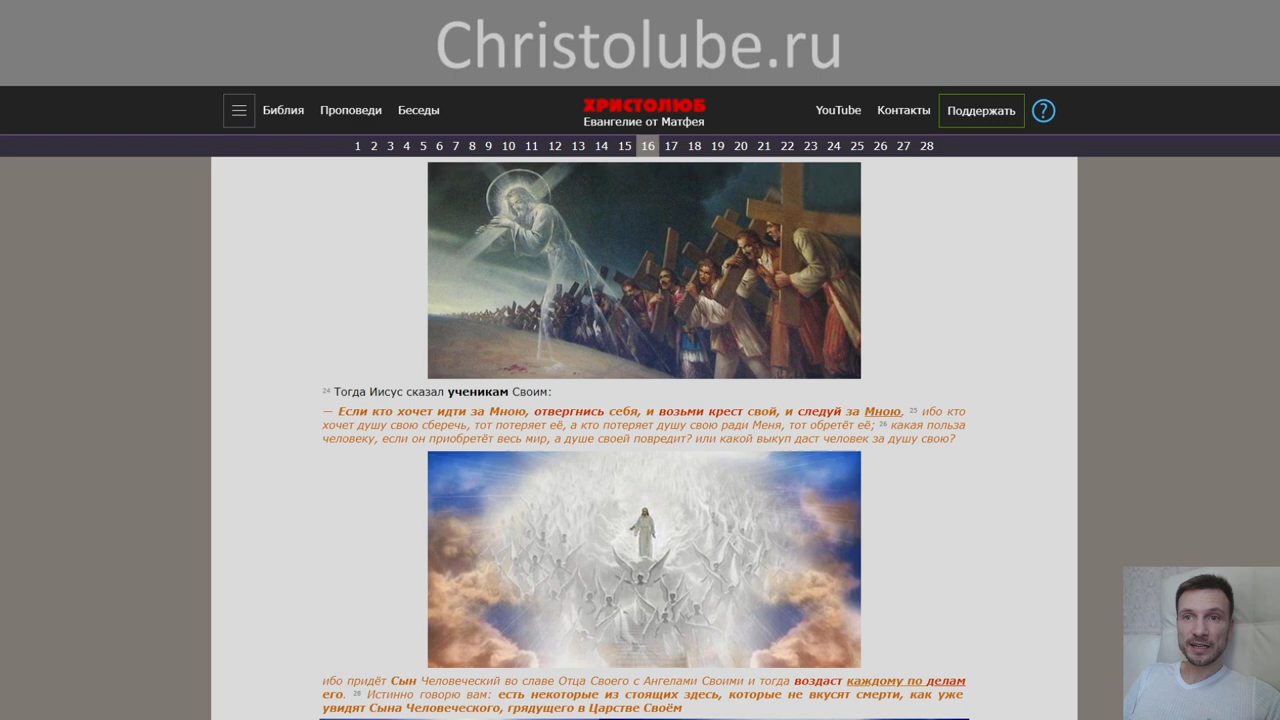 Christolube.ru
Библия Проповеди Беседы ХРИСТОЛЮБ YouTube Контакты Поддержать ?
Евангелие от Матфея
1 2 3 4 5 6 7 8 9 10 11 12 13 14 15 16 17 18 19 20 21 22 23 24 25 26 27 28
24 Тогда Иисус сказал ученикам Своим:
— Если кто хочет идти за Мною, отвергнись себя, и возьми крест свой, и следуй за Мною, 25 ибо кто
хочет душу свою сберечь, тот потеряет её, а кто потеряет душу свою ради Меня, тот обретёт её; 26 какая польза
человеку, если он приобретёт весь мир, а душе своей повредит? или какой выкуп даст человек за душу свою?
ибо придёт Сын Человеческий во славе Отца Своего с Ангелами Своими и тогда воздаст каждому по делам
его. 28 Истинно говорю вам: есть некоторые из стоящих здесь, которые не вкусят смерти, как уже
увидят Сына Человеческого, грядущего в Царстве Своём